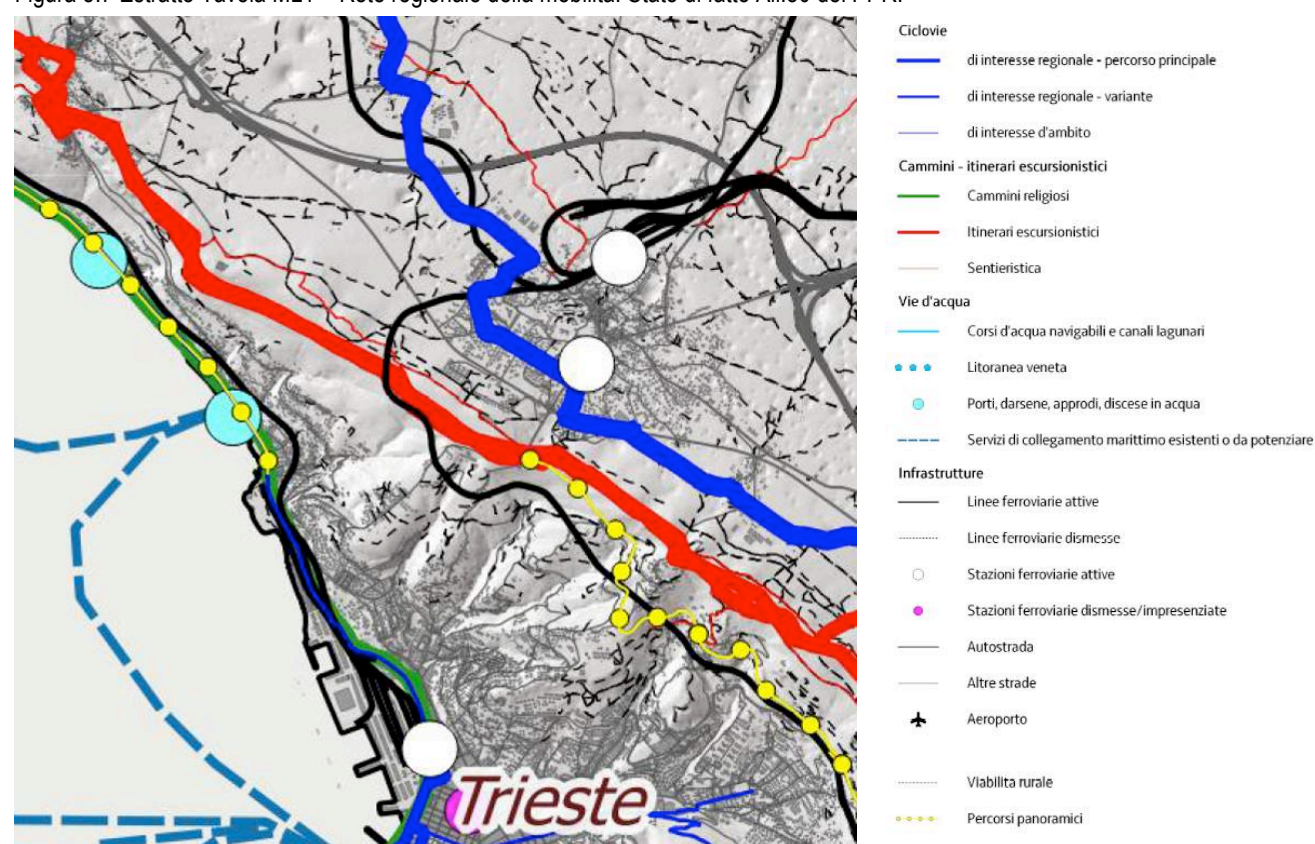 Ciclovie
di interesse regionale - percorso principale
di interesse regionale - variante
di interesse d'ambito
Cammini - itinerari escursionistici
Cammini religiosi
Itinerari escursionistici
Sentieristica
Vie d'acqua
Corsi d'acqua navigabili e canali lagunari
Litoranea veneta
Porti, darsene, approdi, discese in acqua
Servizi di collegamento marittimo esistenti o da potenziare
Infrastrutture
Linee ferroviarie attive
Linee ferroviarie dismesse
Stazioni ferroviarie attive
Stazioni ferroviarie dismesse/impresenziate
Autostrada
Altre strade
Aeroporto
Viabilita rurale
Percorsi panoramici
Trieste